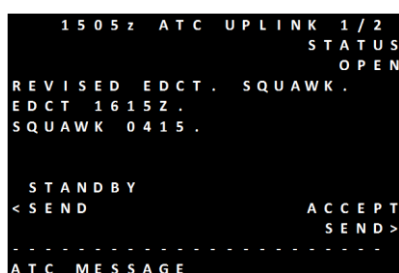 1505z ATC UPLINK 1/2
STATUS
OPEN
REVISED EDCT. SQUAWK.
EDCT 1615Z.
SQUAWK 0415.
STANDBY
<SEND ACCEPT
SEND>
- - - - - - - - - - - - - - - - - - - - - -
ATC MESSAGE